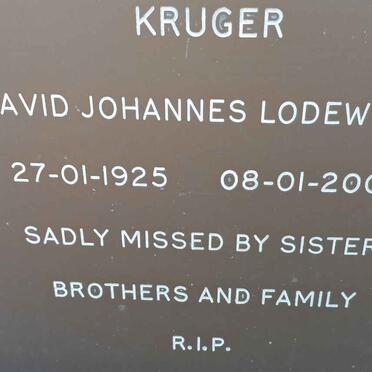 KRUGER
AVID JOHANNES LODEW
27-01-1925 08-01-200
SADLY MISSED BY SISTER
BROTHERS AND FAMILY
R.I.P.